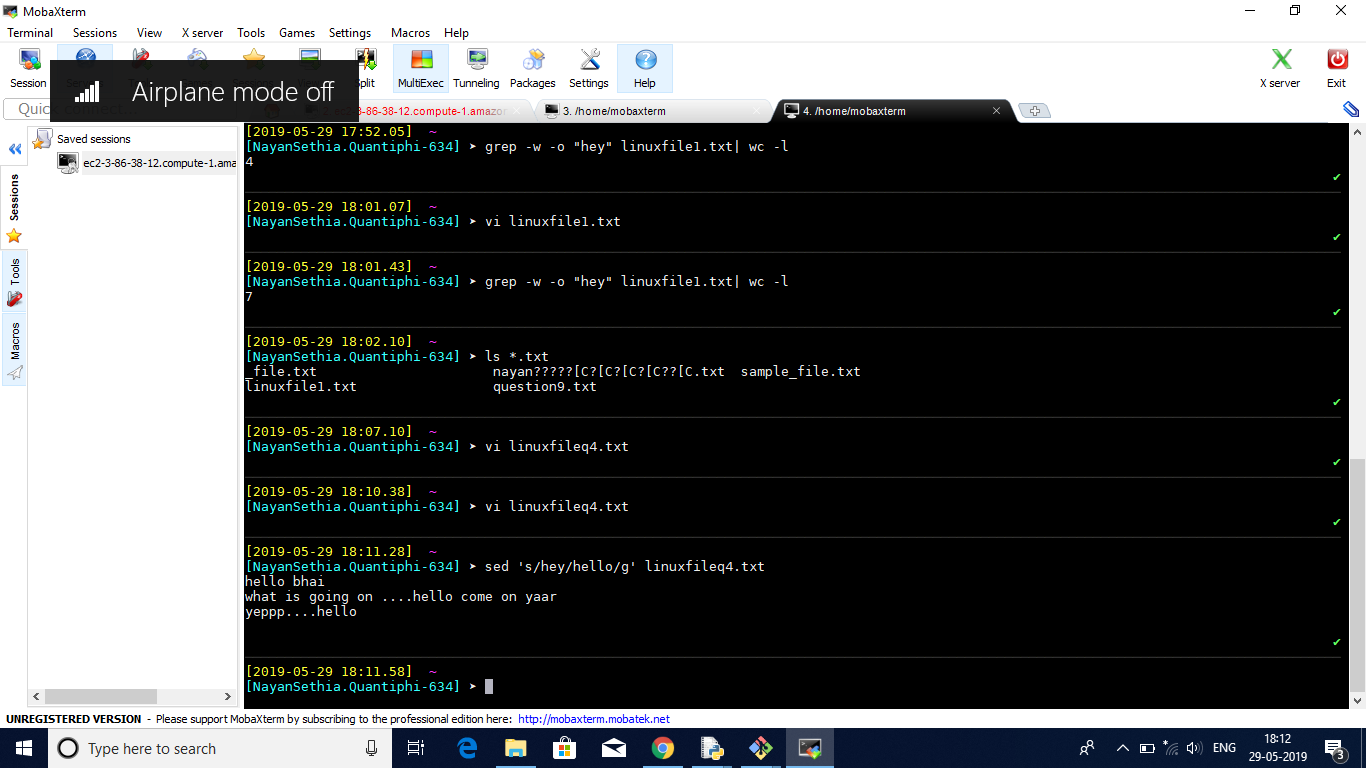 MobaXterm
Terminal Sessions View X server Tools Games Settings Macros Help
Session Split MultiExec Tunneling Packages Settings Help X server Exit
Airplane mode off
Quick
3-86-38-12.compute-1.amazor 3. /home/mobaxterm 4. /home/mobaxterm
Saved sessions
ec2-3-86-38-12.compute-1.ama
Sessions
Tools
Macros
[2019-05-29 17:52.05] ~
[NayanSethia.Quantiphi-634] ➤ grep -w -o "hey" linuxfile1.txt| wc -l
4
[2019-05-29 18:01.07] ~
[NayanSethia.Quantiphi-634] ➤ vi linuxfile1.txt
[2019-05-29 18:01.43] ~
[NayanSethia.Quantiphi-634] ➤ grep -w -o "hey" linuxfile1.txt| wc -l
7
[2019-05-29 18:02.10] ~
[NayanSethia.Quantiphi-634] ➤ ls *.txt
_file.txt nayan?????[C?[C?[C?[C??[C.txt sample_file.txt
linuxfile1.txt question9.txt
[2019-05-29 18:07.10] ~
[NayanSethia.Quantiphi-634] ➤ vi linuxfileq4.txt
[2019-05-29 18:10.38] ~
[NayanSethia.Quantiphi-634] ➤ vi linuxfileq4.txt
[2019-05-29 18:11.28] ~
[NayanSethia.Quantiphi-634] ➤ sed 's/hey/hello/g' linuxfileq4.txt
hello bhai
what is going on ....hello come on yaar
yeppp....hello
[2019-05-29 18:11.58] ~
[NayanSethia.Quantiphi-634] ➤
UNREGISTERED VERSION - Please support MobaXterm by subscribing to the professional edition here: http://mobaxterm.mobatek.net
Type here to search
ENG
18:12
29-05-2019
3